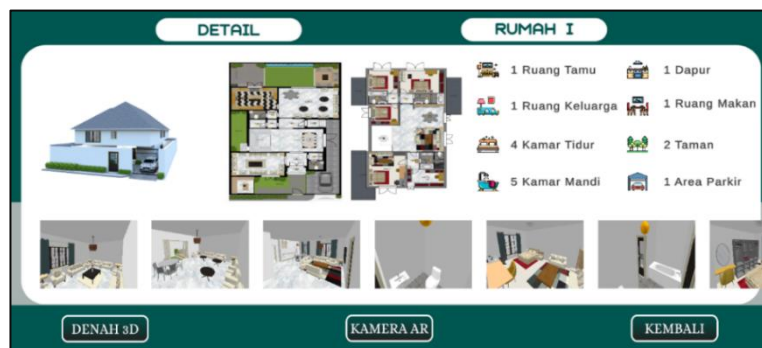 DETAIL
RUMAH I
1 Ruang Tamu
1 Dapur
1 Ruang Keluarga
1 Ruang Makan
4 Kamar Tidur
2 Taman
5 Kamar Mandi
1 Area Parkir
DENAH 3D
KAMERA AR
KEMBALI